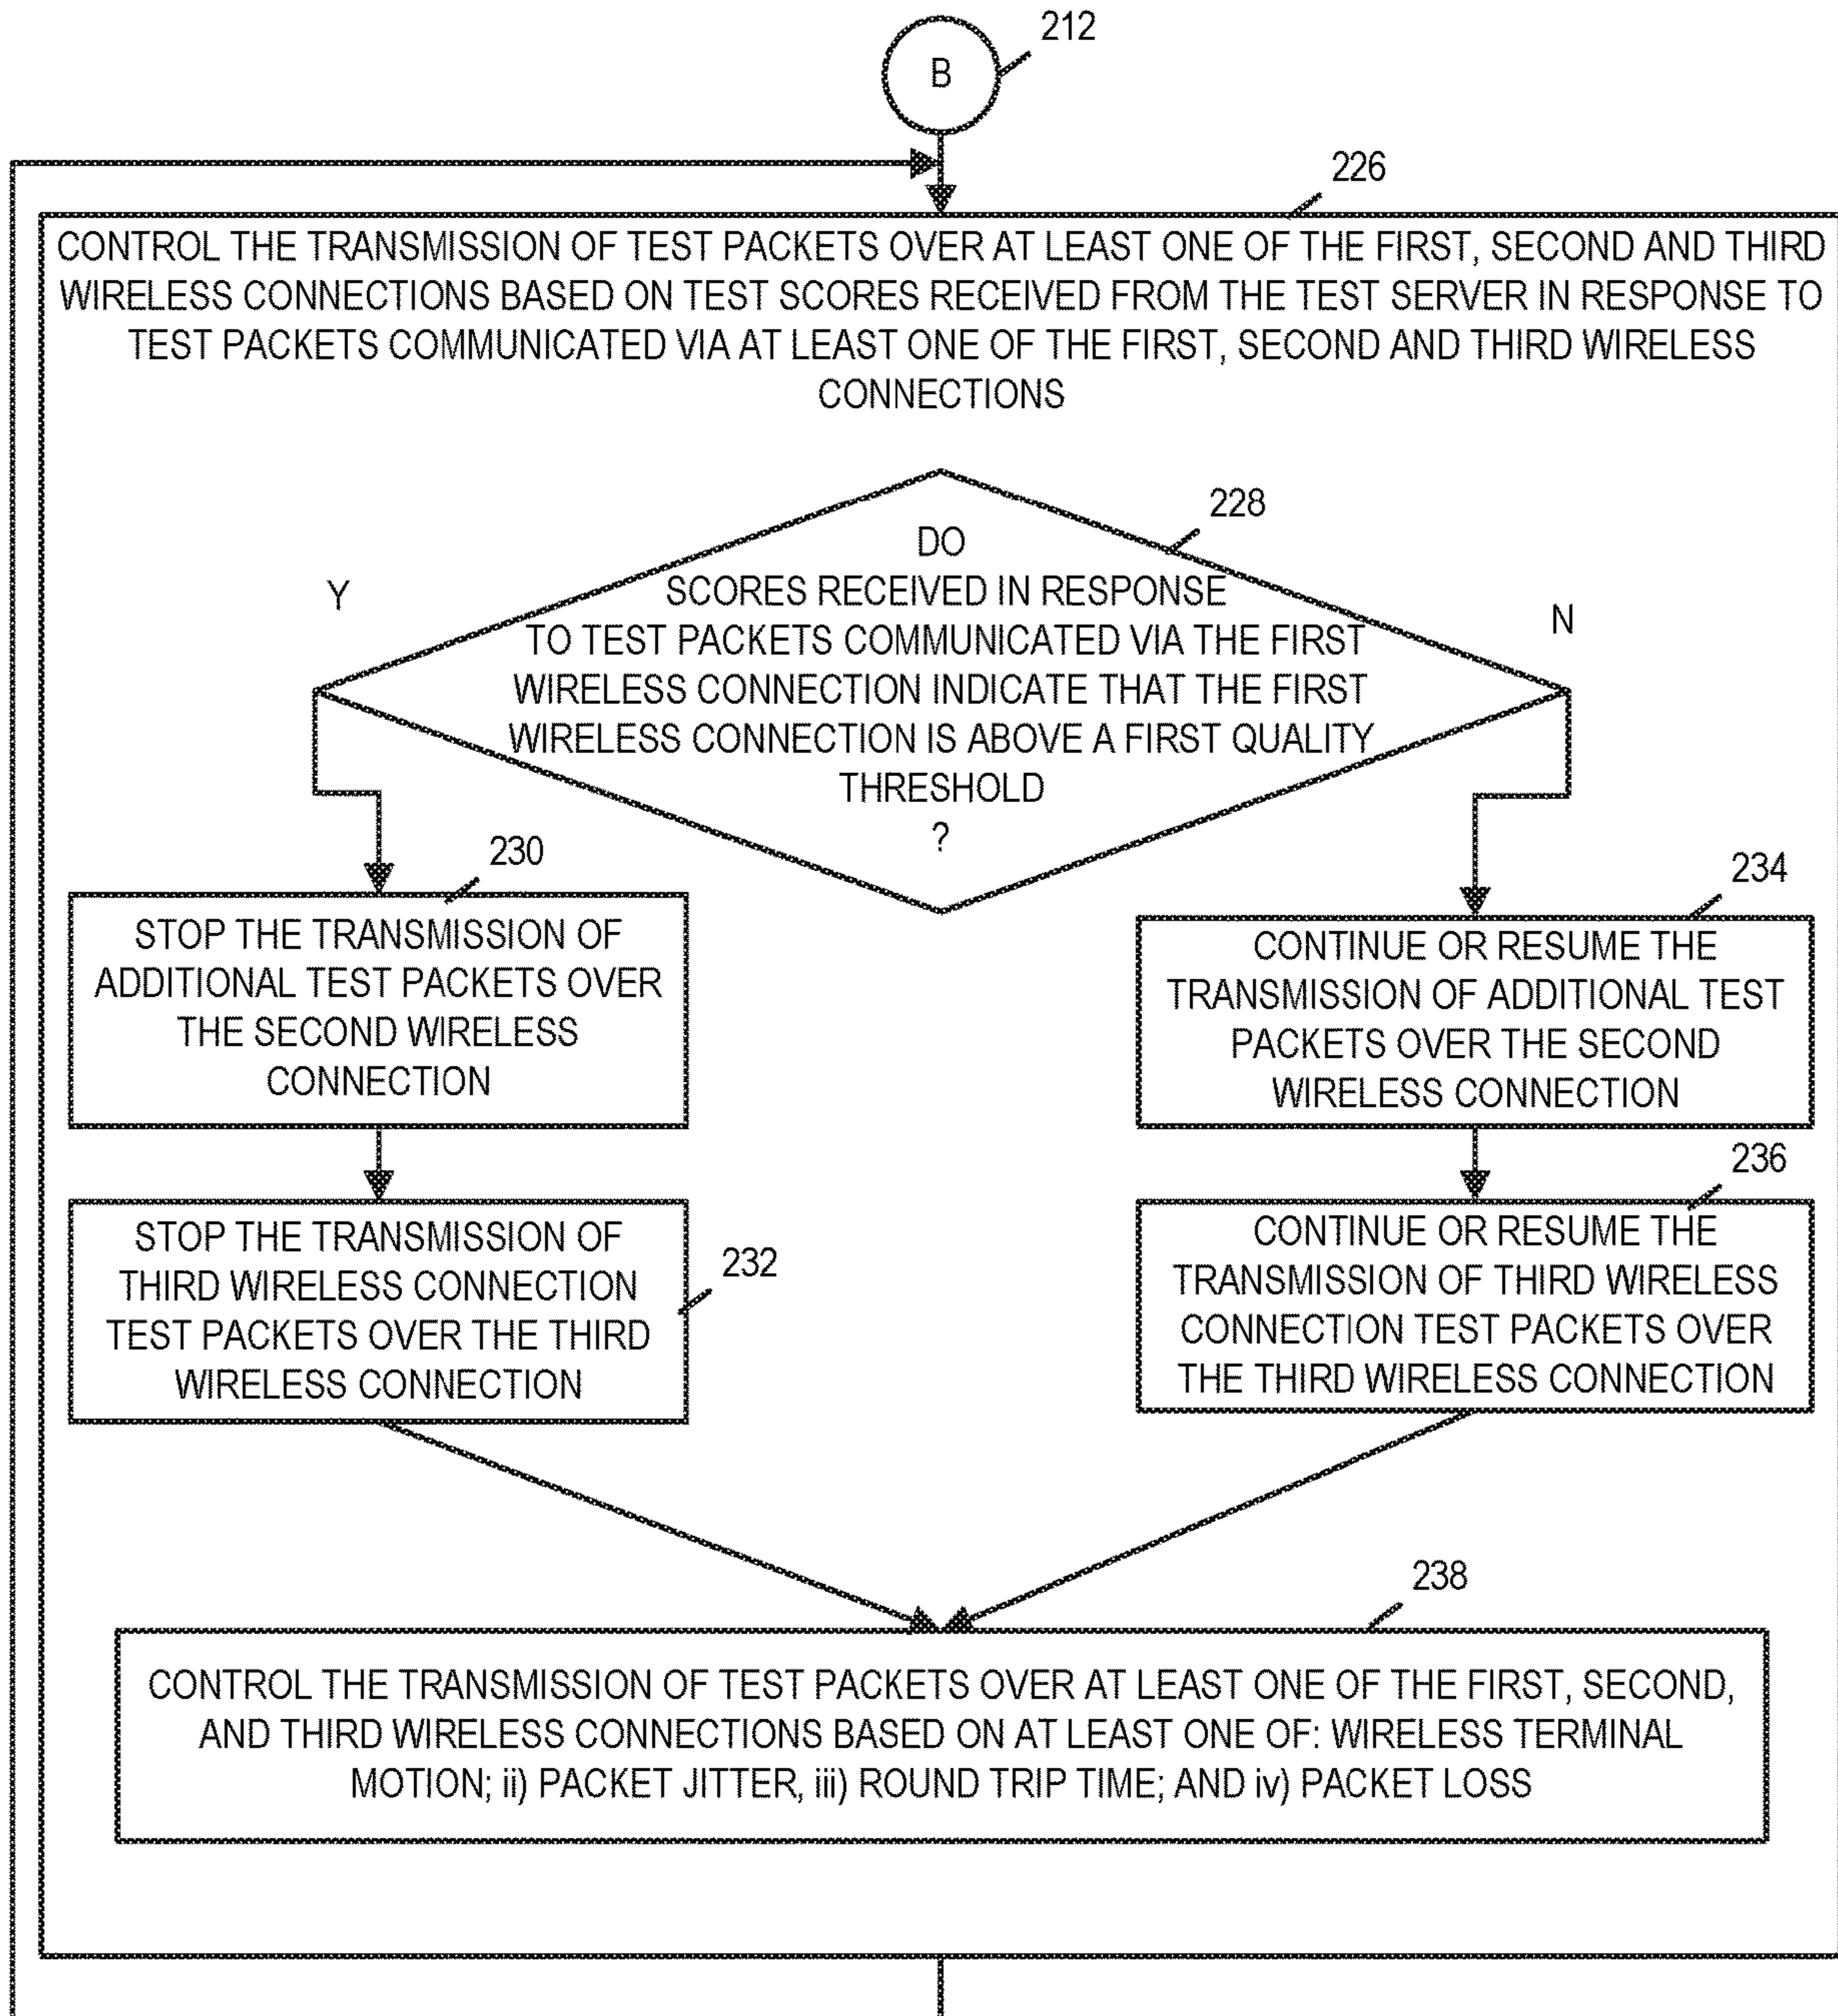 212
B
226
CONTROL THE TRANSMISSION OF TEST PACKETS OVER AT LEAST ONE OF THE FIRST, SECOND AND THIRD
WIRELESS CONNECTIONS BASED ON TEST SCORES RECEIVED FROM THE TEST SERVER IN RESPONSE TO
TEST PACKETS COMMUNICATED VIA AT LEAST ONE OF THE FIRST, SECOND AND THIRD WIRELESS
CONNECTIONS
228
DO
SCORES RECEIVED IN RESPONSE
TO TEST PACKETS COMMUNICATED VIA THE FIRST
WIRELESS CONNECTION INDICATE THAT THE FIRST
WIRELESS CONNECTION IS ABOVE A FIRST QUALITY
THRESHOLD
?
Y
N
230
STOP THE TRANSMISSION OF
ADDITIONAL TEST PACKETS OVER
THE SECOND WIRELESS
CONNECTION
232
STOP THE TRANSMISSION OF
THIRD WIRELESS CONNECTION
TEST PACKETS OVER THE THIRD
WIRELESS CONNECTION
234
CONTINUE OR RESUME THE
TRANSMISSION OF ADDITIONAL TEST
PACKETS OVER THE SECOND
WIRELESS CONNECTION
236
CONTINUE OR RESUME THE
TRANSMISSION OF THIRD WIRELESS
CONNECTION TEST PACKETS OVER
THE THIRD WIRELESS CONNECTION
238
CONTROL THE TRANSMISSION OF TEST PACKETS OVER AT LEAST ONE OF THE FIRST, SECOND,
AND THIRD WIRELESS CONNECTIONS BASED ON AT LEAST ONE OF: WIRELESS TERMINAL
MOTION; ii) PACKET JITTER, iii) ROUND TRIP TIME; AND iv) PACKET LOSS